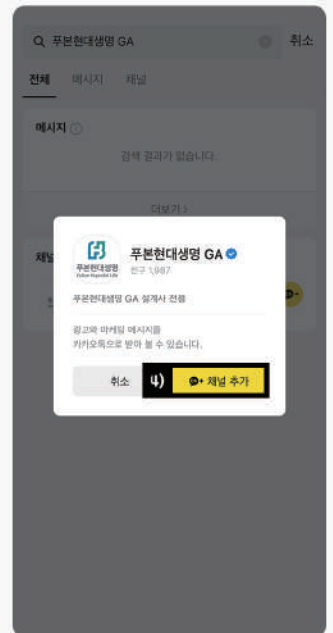 푸본현대생명 GA
취소
전체 메시지 채널
메시지
검색 결과가 없습니다.
더보기 >
채널
푸본현대생명
Fubon Hyundai Life
푸본현대생명 GA
친구 1,987
푸본현대생명 GA 설계사 전용
광고와 마케팅 메시지를
카카오톡으로 받아 볼 수 있습니다.
취소
4)
채널 추가